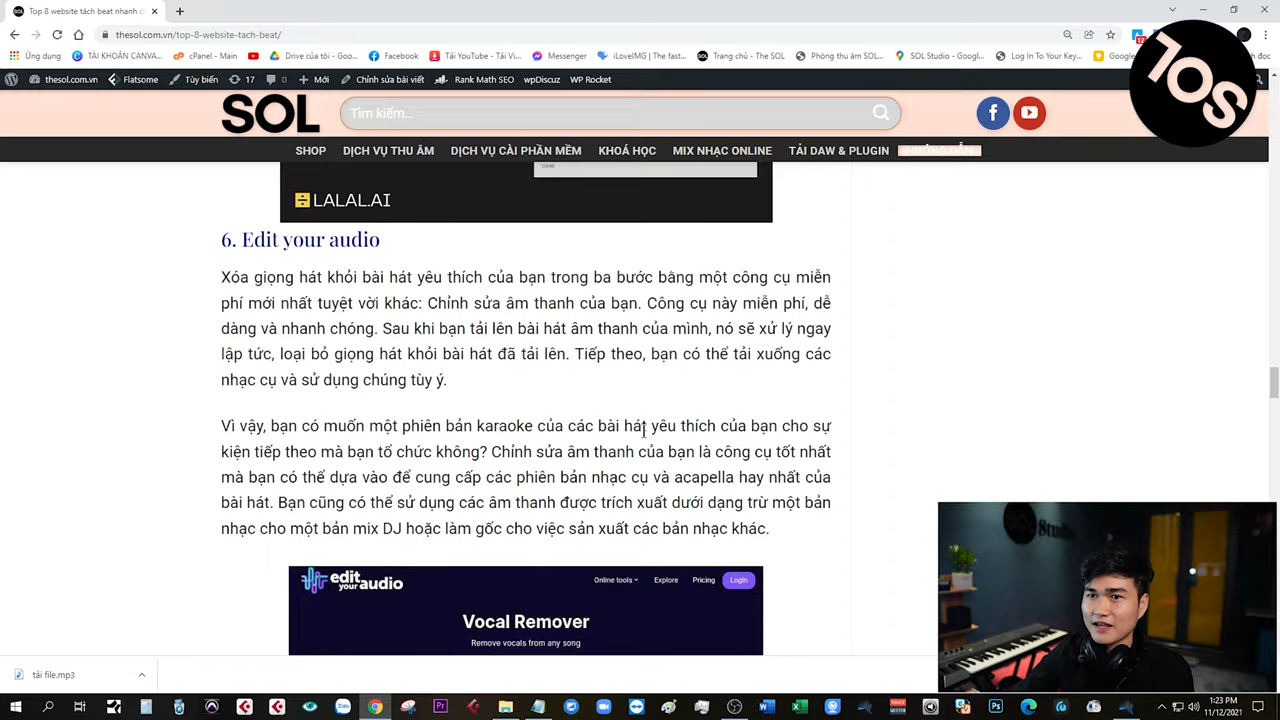 Top 8 website tách beat nhanh c
thesol.com.vn/top-8-website-tach-beat/
Ứng dụng
TÀI KHOẢN CANVA...
cPanel - Main
Drive của tôi - Goo...
Facebook
Tải YouTube - Tải Vi...
Messenger
iLoveIMG | The fast...
Trang chủ - The SOL
Phòng thu âm SOL...
SOL Studio - Googl...
Log In To Your Key...
thesol.com.vn
Flatsome
Tùy biến
17
0
Mới
Chỉnh sửa bài viết
Rank Math SEO
wpDiscuz
WP Rocket
SOL
Tìm kiếm...
SHOP
DỊCH VỤ THU ÂM
DỊCH VỤ CÀI PHẦN MỀM
KHOÁ HỌC
MIX NHẠC ONLINE
TẢI DAW & PLUGIN
HƯỚNG DẪN
LALAL.AI
6. Edit your audio
Xóa giọng hát khỏi bài hát yêu thích của bạn trong ba bước bằng một công cụ miễn
phí mới nhất tuyệt vời khác: Chỉnh sửa âm thanh của bạn. Công cụ này miễn phí, dễ
dàng và nhanh chóng. Sau khi bạn tải lên bài hát âm thanh của mình, nó sẽ xử lý ngay
lập tức, loại bỏ giọng hát khỏi bài hát đã tải lên. Tiếp theo, bạn có thể tải xuống các
nhạc cụ và sử dụng chúng tùy ý.
Vì vậy, bạn có muốn một phiên bản karaoke của các bài hát yêu thích của bạn cho sự
kiện tiếp theo mà bạn tổ chức không? Chỉnh sửa âm thanh của bạn là công cụ tốt nhất
mà bạn có thể dựa vào để cung cấp các phiên bản nhạc cụ và acapella hay nhất của
bài hát. Bạn cũng có thể sử dụng các âm thanh được trích xuất dưới dạng trừ một bản
nhạc cho một bản mix DJ hoặc làm gốc cho việc sản xuất các bản nhạc khác.
edit your audio
Online tools
Explore
Pricing
Login
Vocal Remover
Remove vocals from any song
tải file.mp3
1:23 PM
11/12/2021